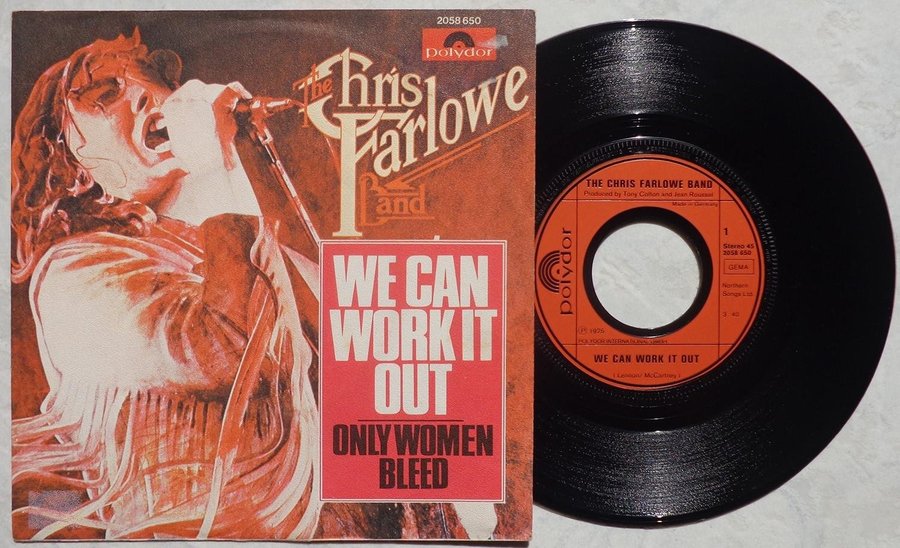 2058 650
Polydor
The
Chris
Farlowe
Band
WE CAN
WORK IT
OUT
ONLY WOMEN
BLEED
THE CHRIS FARLOWE BAND
Produced by Tony Colton and Jean Roussel
Made in Germany
1
Stereo 45
2058 650
GEMA
Northern
Songs Ltd.
3. 40
polydor
Ⓟ 1975
POLYDOR INTERNATIONAL GMBH
WE CAN WORK IT OUT
( Lennon/ McCartney )